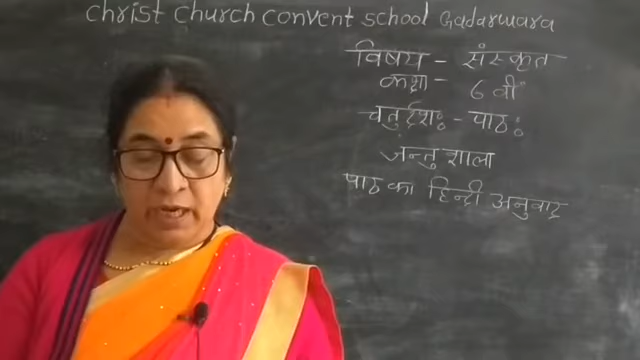 christ church convent school Gadarwara
विषय - संस्कृत
कक्षा - 6 वीं
चतुर्दशः - पाठः
जन्तु शाला
पाठ का हिन्दी अनुवाद